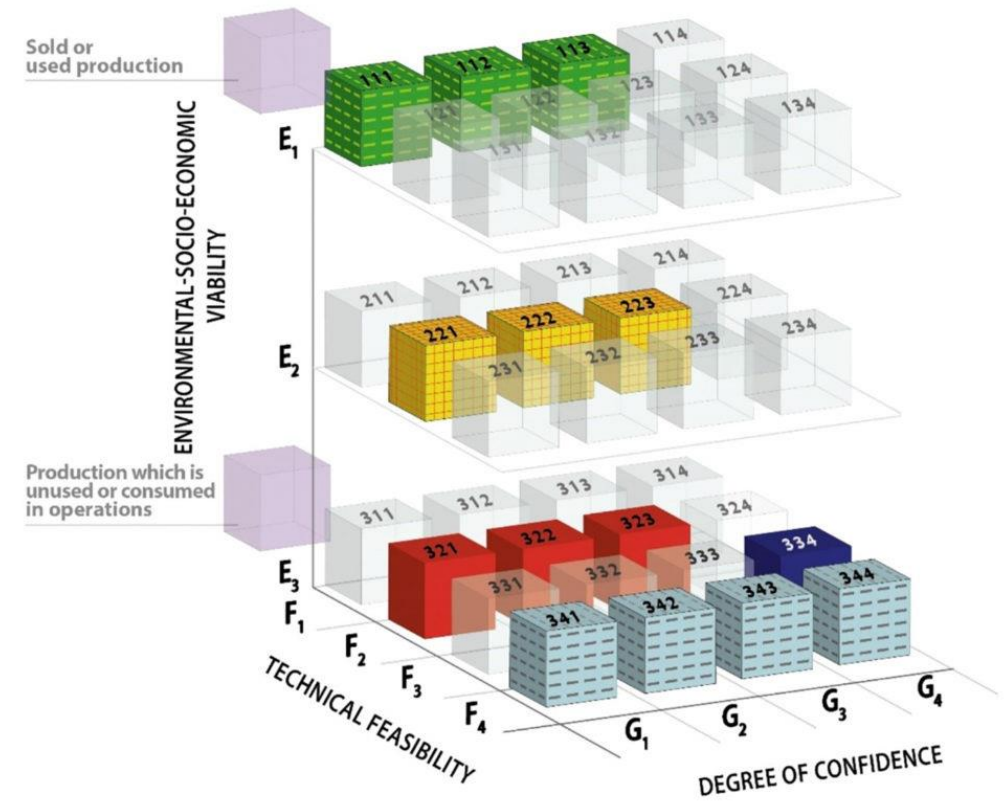 Sold or
used production
111
112
113
114
121
122
123
124
131
132
133
134
E1
ENVIRONMENTAL-SOCIO-ECONOMIC
VIABILITY
211
212
213
214
221
222
223
224
231
232
233
234
E2
Production which is
unused or consumed
in operations
311
312
313
314
321
322
323
324
331
332
333
334
341
342
343
344
E3
F1
F2
F3
F4
TECHNICAL FEASIBILITY
G1
G2
G3
G4
DEGREE OF CONFIDENCE